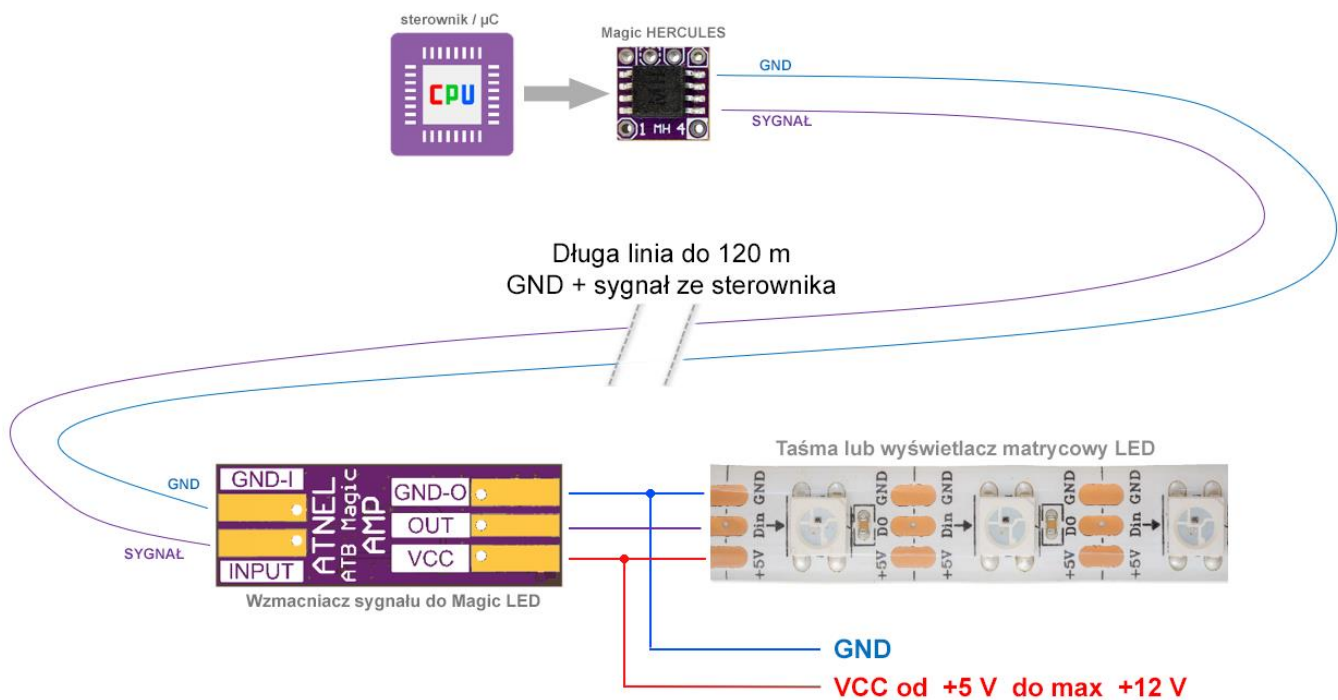 sterownik / µC
CPU
Magic HERCULES
1 MH 4
GND
SYGNAŁ
Długa linia do 120 m
GND + sygnał ze sterownika
GND
SYGNAŁ
GND-I
INPUT
ATNEL
ATB Magic
AMP
GND-O
OUT
VCC
Wzmacniacz sygnału do Magic LED
Taśma lub wyświetlacz matrycowy LED
GND
Din
+5V
GND
DO
+5V
GND
Din
+5V
GND
DO
+5V
GND
Din
+5V
GND
VCC od +5 V do max +12 V